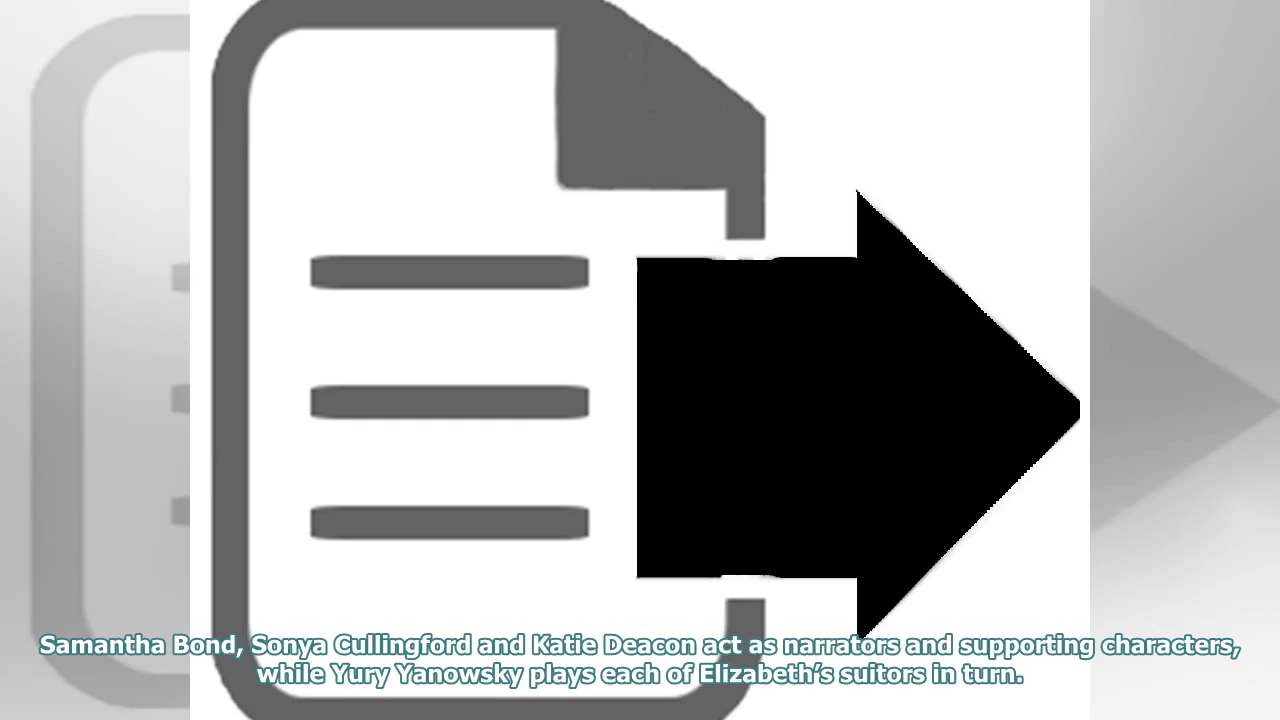 Samantha Bond, Sonya Cullingford and Katie Deacon act as narrators and supporting characters,
while Yury Yanowsky plays each of Elizabeth’s suitors in turn.